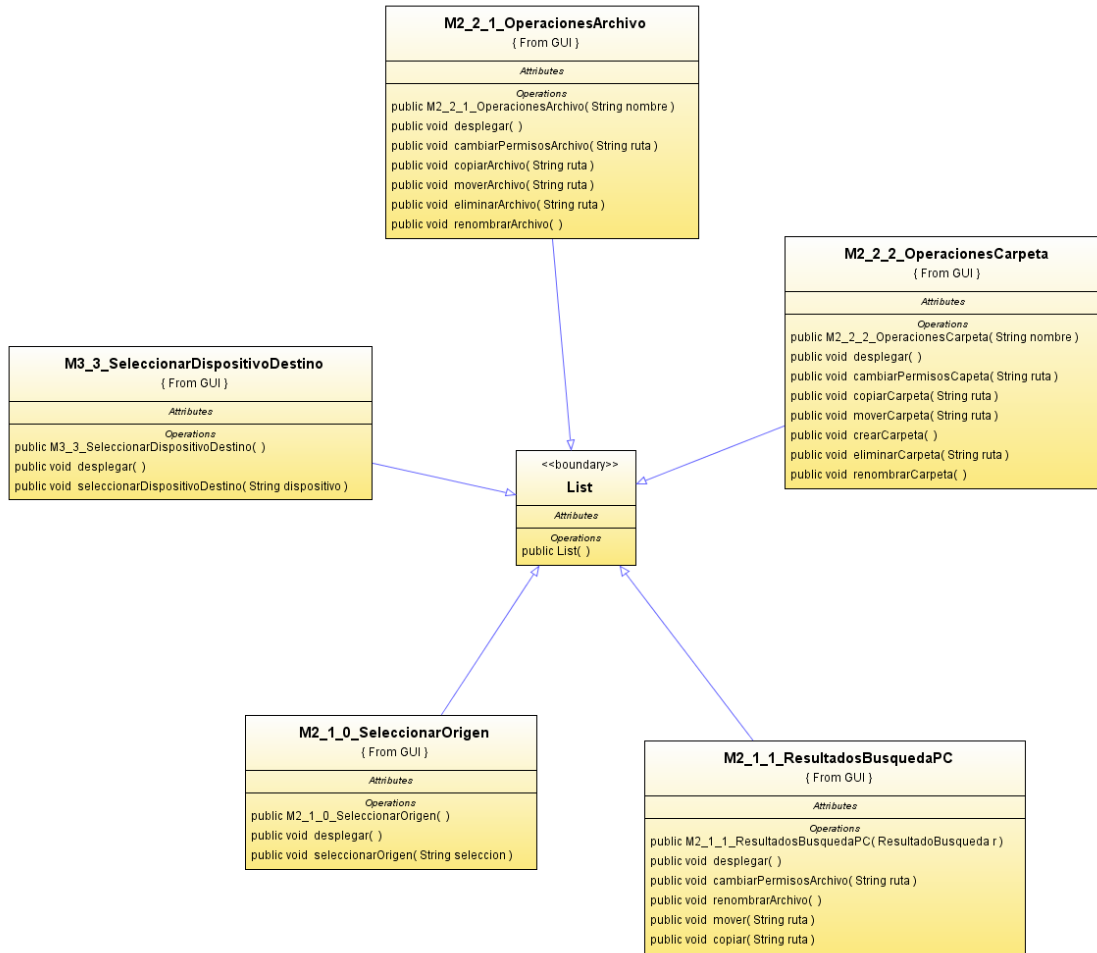 M2_2_1_OperacionesArchivo
{ From GUI }
Attributes
Operations
public M2_2_1_OperacionesArchivo( String nombre )
public void desplegar( )
public void cambiarPermisosArchivo( String ruta )
public void copiarArchivo( String ruta )
public void moverArchivo( String ruta )
public void eliminarArchivo( String ruta )
public void renombrarArchivo( )
M2_2_2_OperacionesCarpeta
{ From GUI }
Attributes
Operations
public M2_2_2_OperacionesCarpeta( String nombre )
public void desplegar( )
public void cambiarPermisosCapeta( String ruta )
public void copiarCarpeta( String ruta )
public void moverCarpeta( String ruta )
public void crearCarpeta( )
public void eliminarCarpeta( String ruta )
public void renombrarCarpeta( )
M3_3_SeleccionarDispositivoDestino
{ From GUI }
Attributes
Operations
public M3_3_SeleccionarDispositivoDestino( )
public void desplegar( )
public void seleccionarDispositivoDestino( String dispositivo )
<<boundary>>
List
Attributes
Operations
public List( )
M2_1_0_SeleccionarOrigen
{ From GUI }
Attributes
Operations
public M2_1_0_SeleccionarOrigen( )
public void desplegar( )
public void seleccionarOrigen( String seleccion )
M2_1_1_ResultadosBusquedaPC
{ From GUI }
Attributes
Operations
public M2_1_1_ResultadosBusquedaPC( ResultadoBusqueda r )
public void desplegar( )
public void cambiarPermisosArchivo( String ruta )
public void renombrarArchivo( )
public void mover( String ruta )
public void copiar( String ruta )